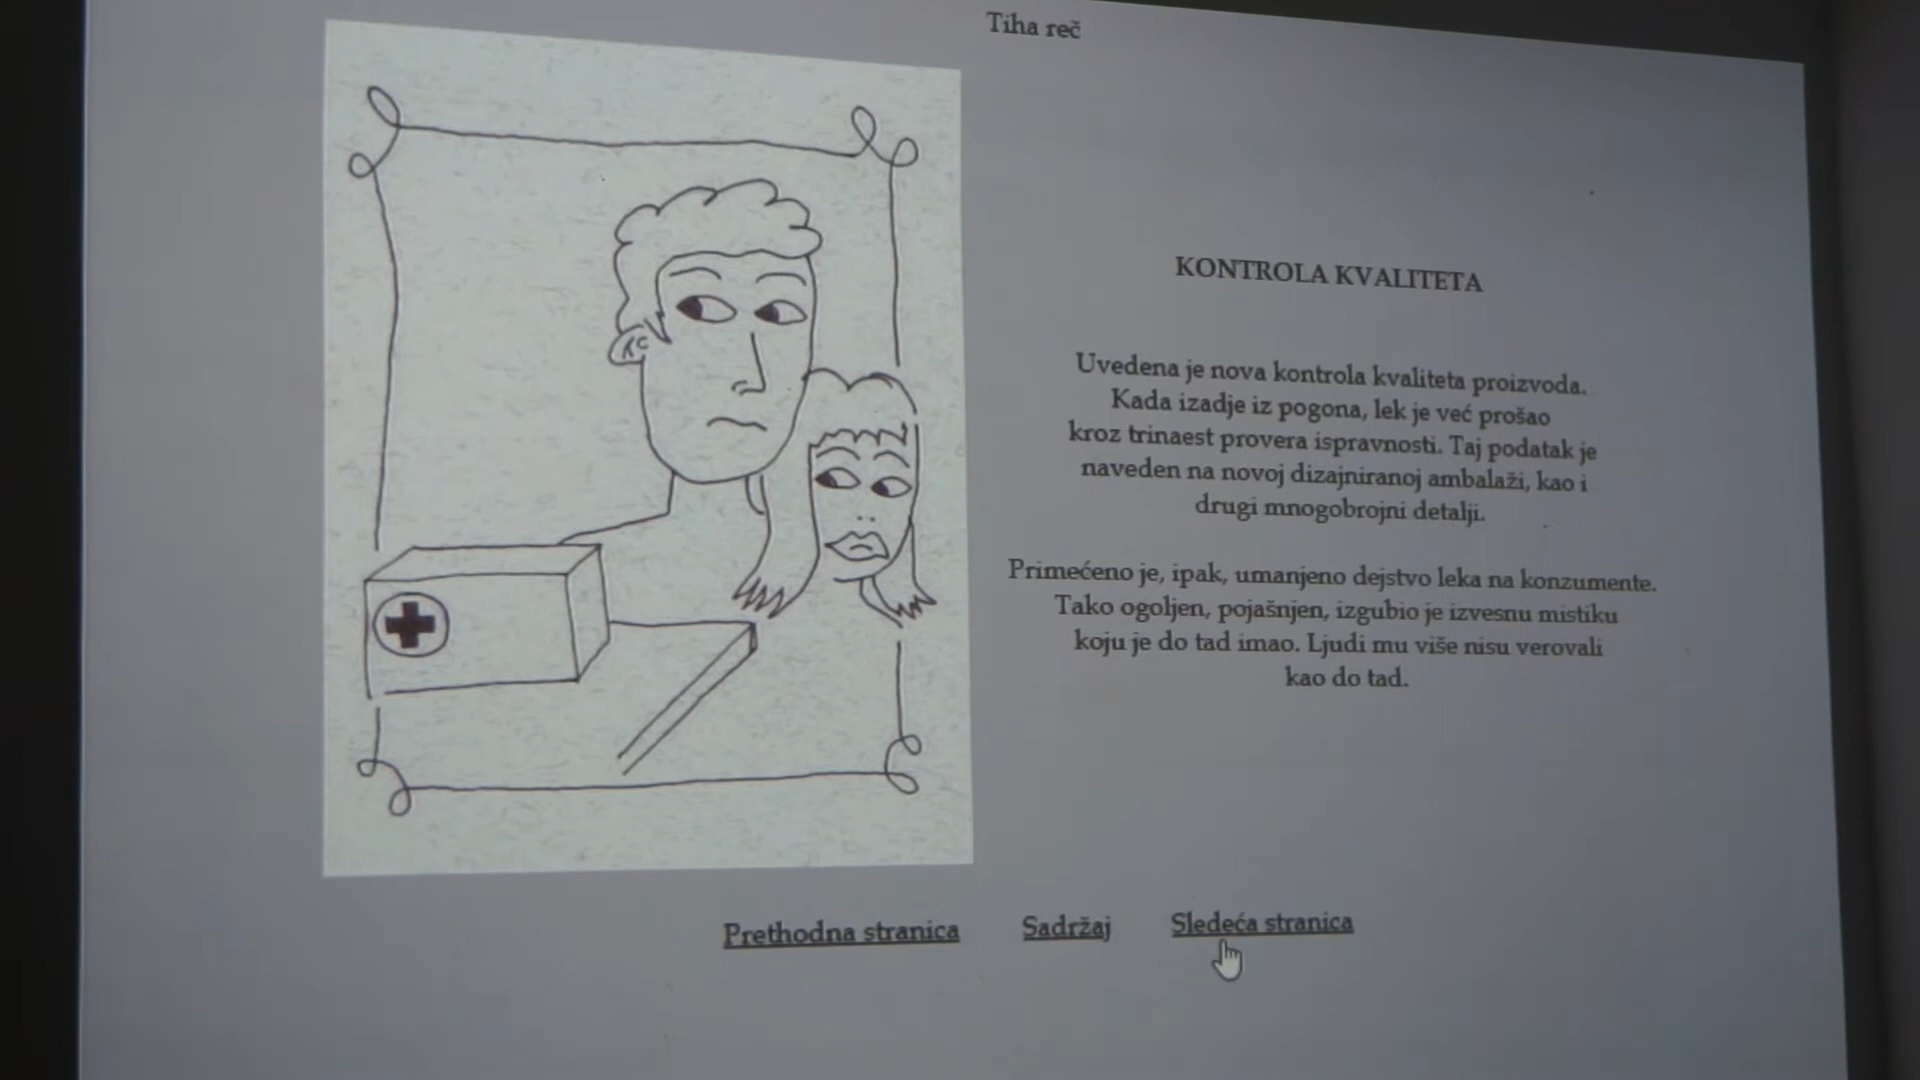 Tiha reč
KONTROLA KVALITETA
Uvedena je nova kontrola kvaliteta proizvoda.
Kada izadje iz pogona, lek je već prošao
kroz trinaest provera ispravnosti. Taj podatak je
naveden na novoj dizajniranoj ambalaži, kao i
drugi mnogobrojni detalji.
Primećeno je, ipak, umanjeno dejstvo leka na konzumente.
Tako ogoljen, pojašnjen, izgubio je izvesnu mistiku
koju je do tad imao. Ljudi mu više nisu verovali
kao do tad.
Prethodna stranica Sadržaj Sledeća stranica